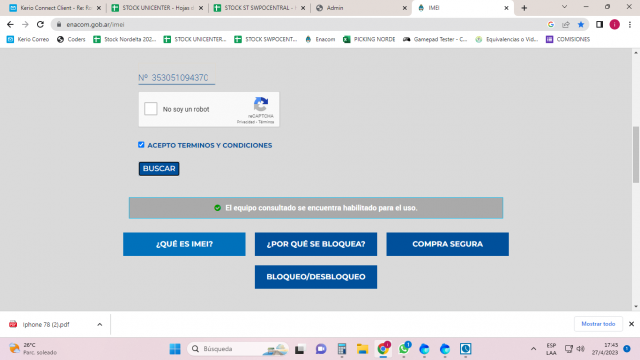 Kerio Connect Client - Re: R
STOCK UNICENTER - Hojas d
STOCK ST SWPOCENTRAL -
Admin
IMEI
enacom.gob.ar/imei
Kerio Correo
Coders
Stock Nordelta 202...
STOCK UNICENTER...
STOCK SWPOCENT...
Enacom
PICKING NORDE
Gamepad Tester - C...
Equivalencias o Vid...
COMISIONES
Nº 353051094370
No soy un robot
reCAPTCHA
Privacidad - Términos
ACEPTO TERMINOS Y CONDICIONES
BUSCAR
El equipo consultado se encuentra habilitado para el uso.
¿QUÉ ES IMEI?
¿POR QUÉ SE BLOQUEA?
COMPRA SEGURA
BLOQUEO/DESBLOQUEO
Iphone 78 (2).pdf
Mostrar todo
26°C
Parc. soleado
Búsqueda
ESP
LAA
17:43
27/4/2023